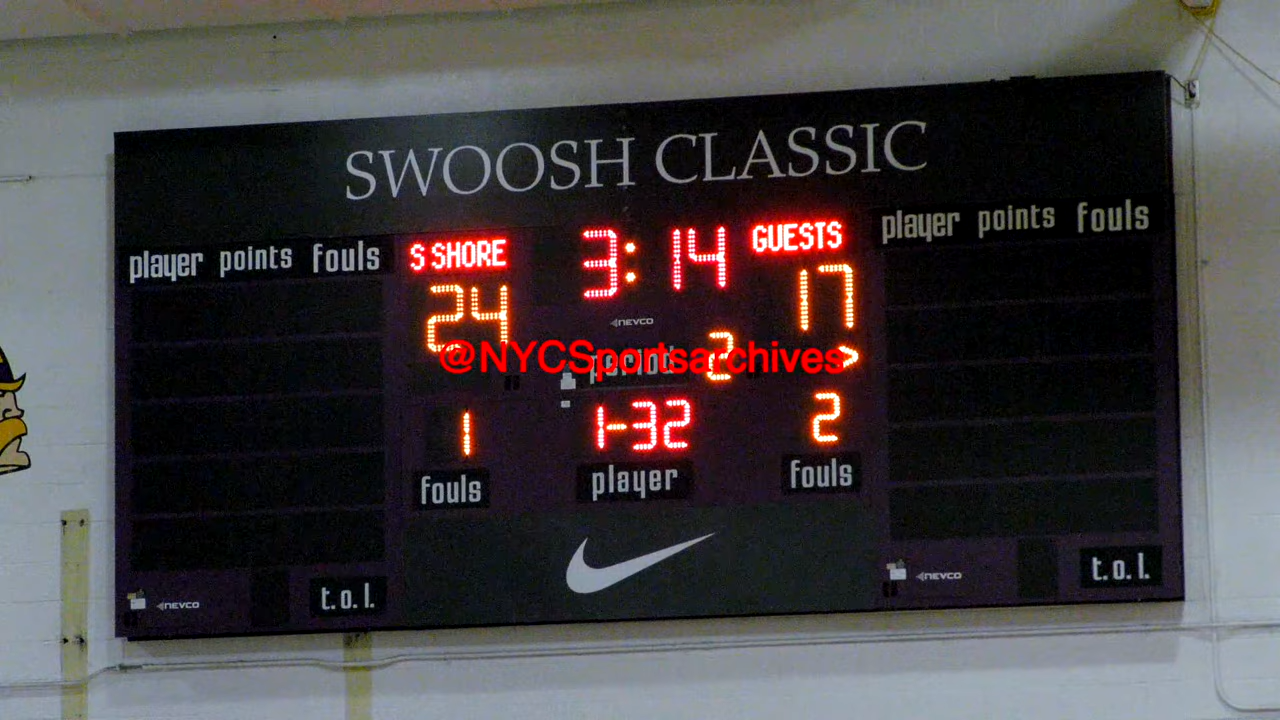 SWOOSH CLASSIC
player points fouls
S SHORE 3:14 GUESTS
player points fouls
24 17
NEVCO
@NYCSportsarchives
period 2 >
1 1-32 2
fouls player fouls
t.o.l.
NEVCO
t.o.l.
NEVCO